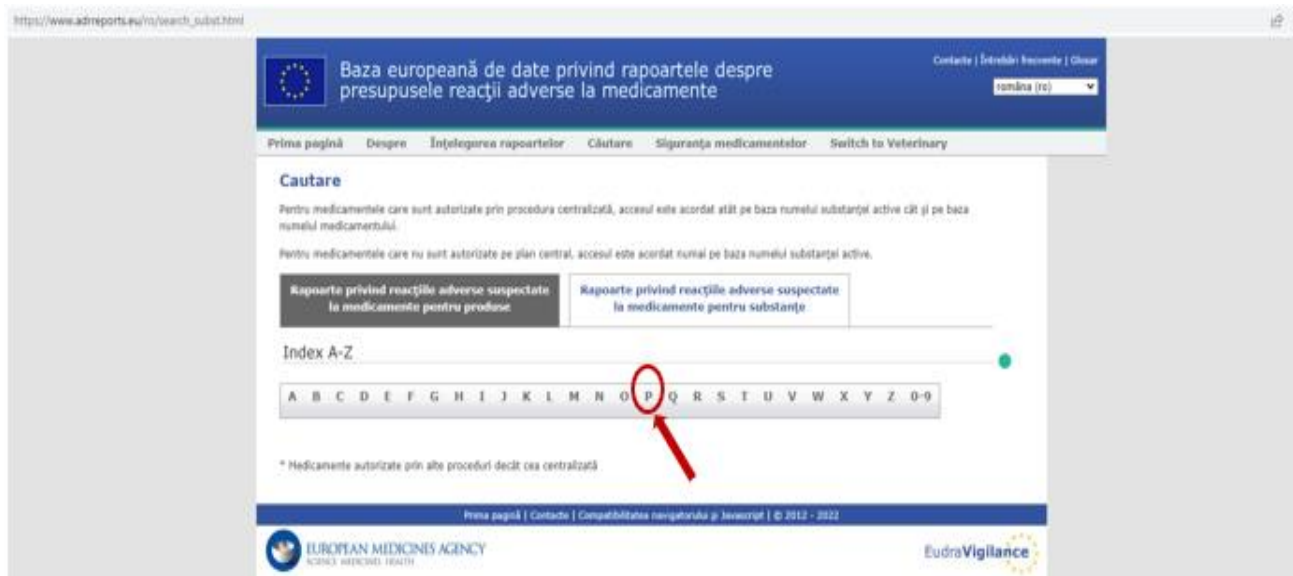 https://www.adrreports.eu/ro/search_subst.html
Baza europeană de date privind rapoartele despre
presupusele reacții adverse la medicamente
Contacte | Întrebări frecvente | Glosar
româna (ro)
Prima pagină Despre Înțelegerea rapoartelor Căutare Siguranța medicamentelor Switch to Veterinary
Cautare
Pentru medicamentele care sunt autorizate prin procedura centralizată, accesul este acordat atât pe baza numelui substanței active cât și pe baza
numelui medicamentului.
Pentru medicamentele care nu sunt autorizate pe plan central, accesul este acordat numai pe baza numelui substanței active.
Rapoarte privind reacțiile adverse suspectate
la medicamente pentru produse
Rapoarte privind reacțiile adverse suspectate
la medicamente pentru substanțe
Index A-Z
A B C D E F G H I J K L M N O P Q R S T U V W X Y Z 0-9
* Medicamente autorizate prin alte proceduri decât cea centralizată
Prima pagină | Contacte | Compatibilitatea navigatorului și Javascript | © 2012 - 2022
EUROPEAN MEDICINES AGENCY
SCIENCE MEDICINES HEALTH
EudraVigilance